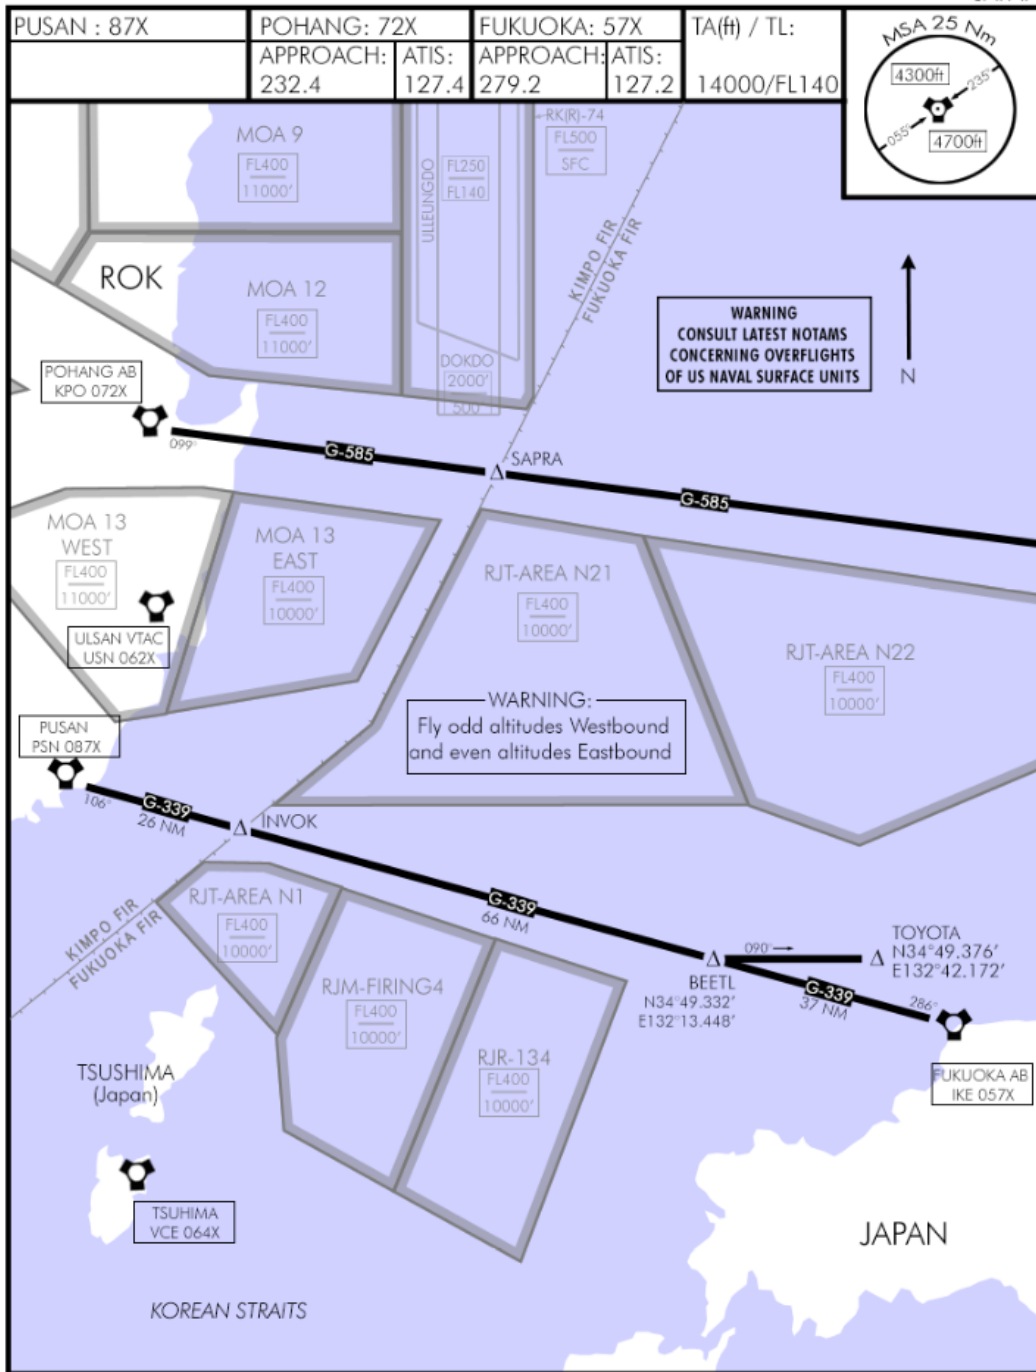 PUSAN : 87X
POHANG: 72X
APPROACH:
232.4
ATIS:
127.4
FUKUOKA: 57X
APPROACH:
279.2
ATIS:
127.2
TA(ft) / TL:
14000/FL140
MSA 25 Nm
4300ft
235°
055°
4700ft
MOA 9
FL400
11000'
ULLEUNGDO
FL250
FL140
RK(R)-74
FL500
SFC
KIMPO FIR
FUKUOKA FIR
ROK
MOA 12
FL400
11000'
WARNING
CONSULT LATEST NOTAMS
CONCERNING OVERFLIGHTS
OF US NAVAL SURFACE UNITS
N
POHANG AB
KPO 072X
DOKDO
2000'
500'
099°
G-585
SAPRA
G-585
MOA 13
WEST
FL400
11000'
MOA 13
EAST
FL400
10000'
RJT-AREA N21
FL400
10000'
RJT-AREA N22
FL400
10000'
ULSAN VTAC
USN 062X
WARNING:
Fly odd altitudes Westbound
and even altitudes Eastbound
PUSAN
PSN 087X
106°
G-339
26 NM
INVOK
RJT-AREA N1
FL400
10000'
KIMPO FIR
FUKUOKA FIR
G-339
66 NM
090°
TOYOTA
N34°49.376'
E132°42.172'
BEETL
N34°49.332'
E132°13.448'
G-339
37 NM
286°
RJM-FIRING4
FL400
10000'
RJR-134
FL400
10000'
TSUSHIMA
(Japan)
FUKUOKA AB
IKE 057X
TSUHIMA
VCE 064X
JAPAN
KOREAN STRAITS